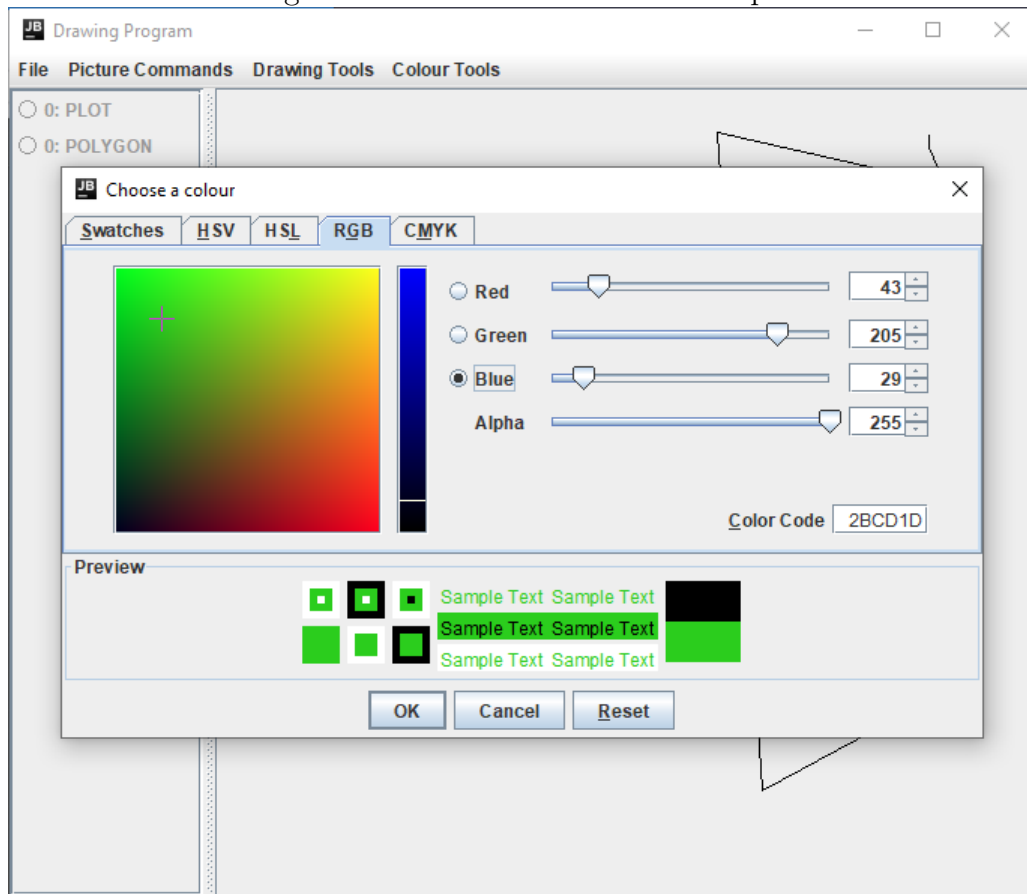 JB Drawing Program
File Picture Commands Drawing Tools Colour Tools
0: PLOT
0: POLYGON
JB Choose a colour
Swatches HSV HSL RGB CMYK
Red 43
Green 205
Blue 29
Alpha 255
Color Code 2BCD1D
Preview
Sample Text Sample Text
Sample Text Sample Text
Sample Text Sample Text
OK Cancel Reset